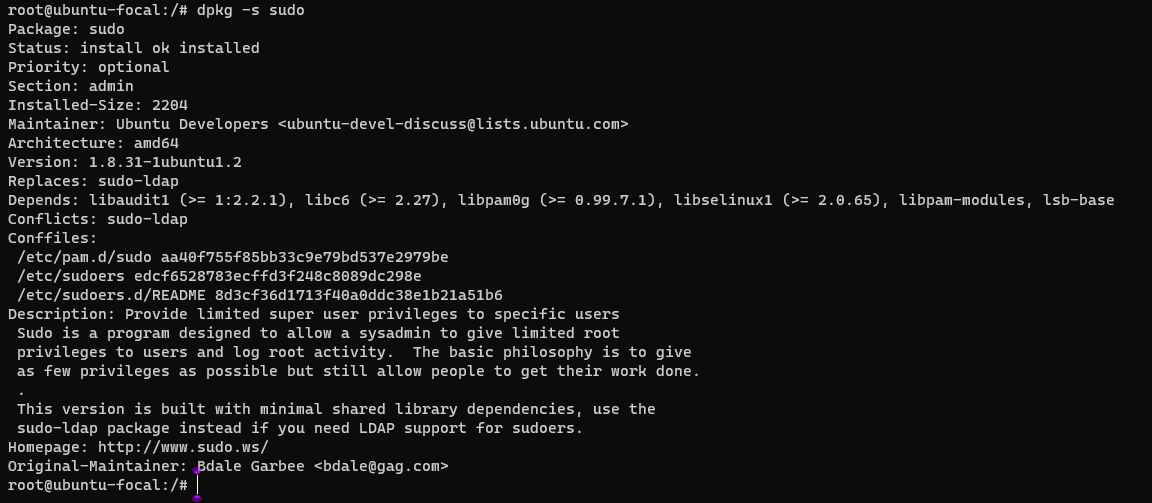 root@ubuntu-focal:/# dpkg -s sudo
Package: sudo
Status: install ok installed
Priority: optional
Section: admin
Installed-Size: 2204
Maintainer: Ubuntu Developers <ubuntu-devel-discuss@lists.ubuntu.com>
Architecture: amd64
Version: 1.8.31-1ubuntu1.2
Replaces: sudo-ldap
Depends: libaudit1 (>= 1:2.2.1), libc6 (>= 2.27), libpam0g (>= 0.99.7.1), libselinux1 (>= 2.0.65), libpam-modules, lsb-base
Conflicts: sudo-ldap
Conffiles:
 /etc/pam.d/sudo aa40f755f85bb33c9e79bd537e2979be
 /etc/sudoers edcf6528783ecffd3f248c8089dc298e
 /etc/sudoers.d/README 8d3cf36d1713f40a0ddc38e1b21a51b6
Description: Provide limited super user privileges to specific users
 Sudo is a program designed to allow a sysadmin to give limited root
 privileges to users and log root activity.  The basic philosophy is to give
 as few privileges as possible but still allow people to get their work done.
 .
 This version is built with minimal shared library dependencies, use the
 sudo-ldap package instead if you need LDAP support for sudoers.
Homepage: http://www.sudo.ws/
Original-Maintainer: Bdale Garbee <bdale@gag.com>
root@ubuntu-focal:/#